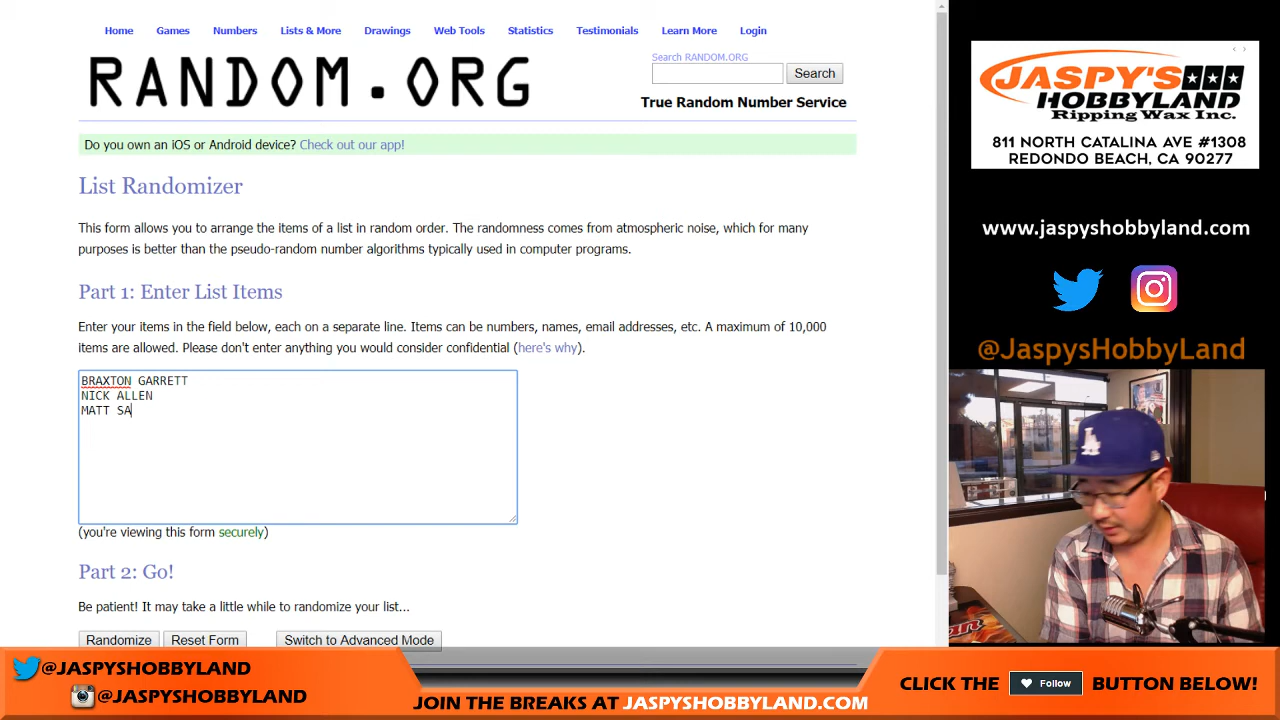 Home Games Numbers Lists & More Drawings Web Tools Statistics Testimonials Learn More Login
RANDOM.ORG
Search RANDOM.ORG
Search
True Random Number Service
Do you own an iOS or Android device? Check out our app!
List Randomizer
This form allows you to arrange the items of a list in random order. The randomness comes from atmospheric noise, which for many
purposes is better than the pseudo-random number algorithms typically used in computer programs.
Part 1: Enter List Items
Enter your items in the field below, each on a separate line. Items can be numbers, names, email addresses, etc. A maximum of 10,000
items are allowed. Please don't enter anything you would consider confidential (here's why).
BRAXTON GARRETT
NICK ALLEN
MATT SA
(you're viewing this form securely)
Part 2: Go!
Be patient! It may take a little while to randomize your list...
Randomize Reset Form Switch to Advanced Mode
JASPY'S
HOBBYLAND
Ripping Wax Inc.
811 NORTH CATALINA AVE #1308
REDONDO BEACH, CA 90277
www.jaspyshobbyland.com
@JaspysHobbyLand
@JASPYSHOBBYLAND
@JASPYSHOBBYLAND
JOIN THE BREAKS AT JASPYSHOBBYLAND.COM
CLICK THE Follow BUTTON BELOW!